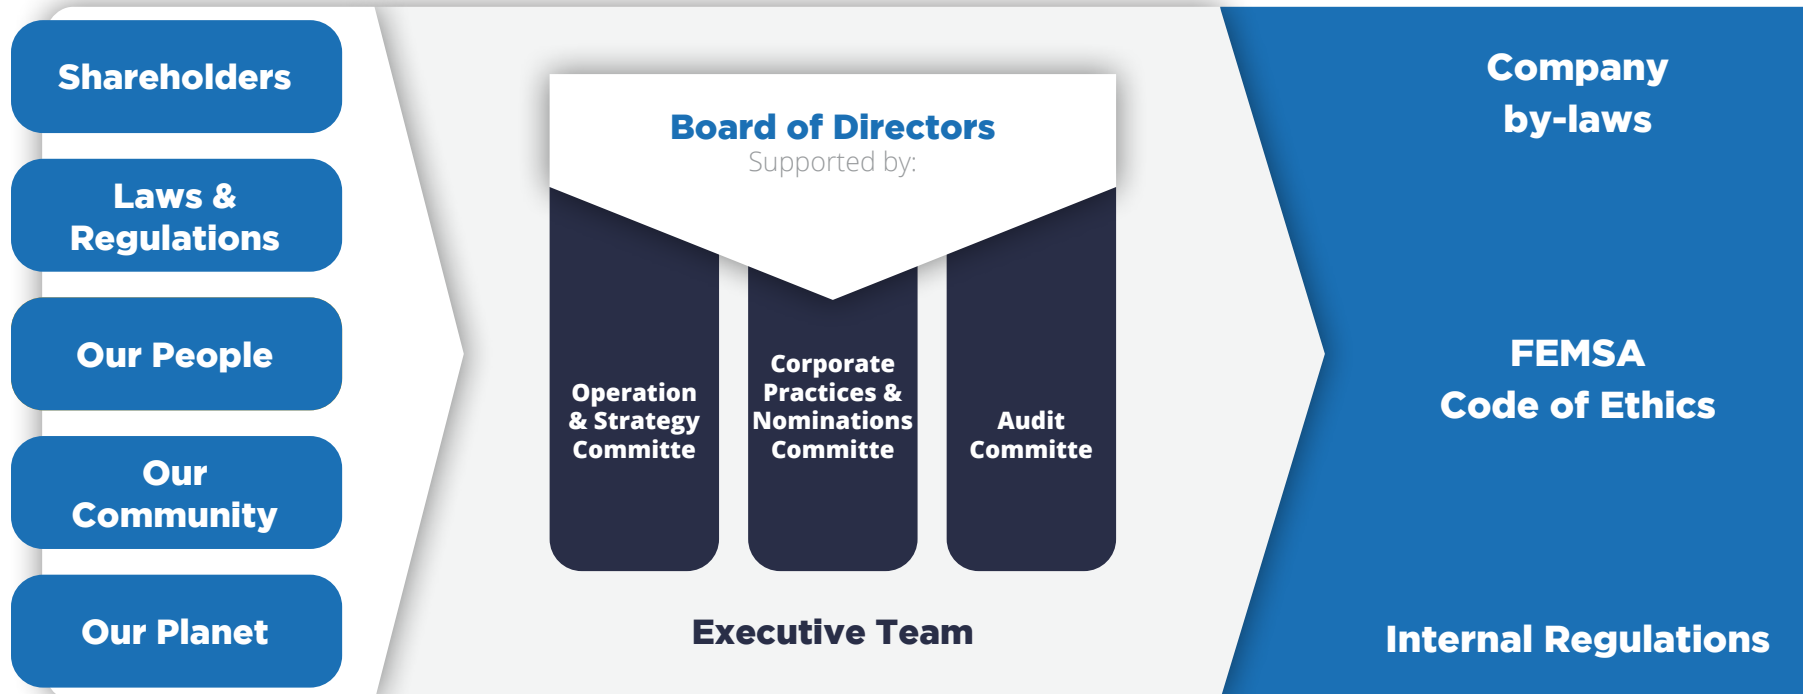 Shareholders
Laws &
Regulations
Our People
Our
Community
Our Planet
Board of Directors
Supported by:
Operation
& Strategy
Committe
Corporate
Practices &
Nominations
Committe
Audit
Committe
Executive Team
Company
by-laws
FEMSA
Code of Ethics
Internal Regulations